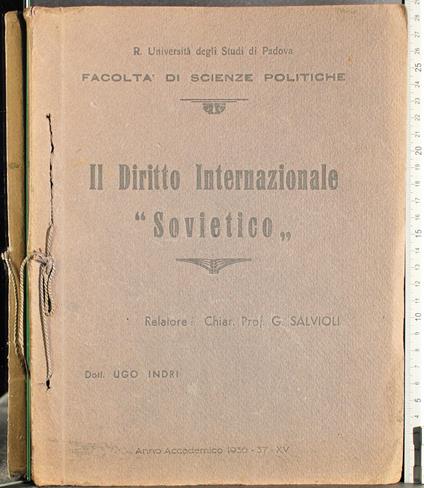 R. Università degli Studi di Padova
FACOLTA' DI SCIENZE POLITICHE
Il Diritto Internazionale
“Sovietico„
Relatore: Chiar. Prof. G. SALVIOLI
Dott. UGO INDRI
Anno Accademico 1936-37-XV